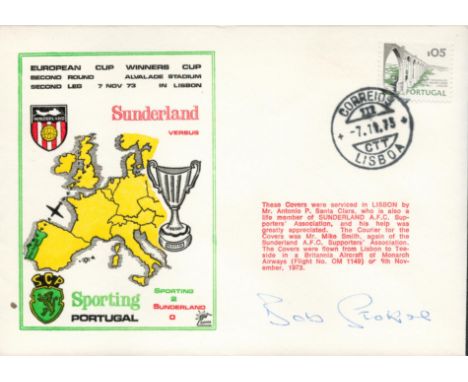 EUROPEAN CUP WINNERS CUP
SECOND ROUND ALVALADE STADIUM
SECOND LEG 7 NOV 73 IN LISBON
Sunderland
VERSUS
SUNDERLAND
S.C.P
Sporting
PORTUGAL
SPORTING
2
SUNDERLAND
0
1$05
PORTUGAL
CORREIOS
CTT
LISBOA
These Covers were serviced in LISBON by
Mr. Antonio P. Santa Clara, who is also a
life member of SUNDERLAND A.F.C. Sup-
porters' Association, and his help was
greatly appreciated. The Courier for the
Covers was Mr. Mike Smith, again of the
Sunderland A.F.C. Supporters' Association.
The Covers were flown from Lisbon to Tee-
side in a Britannia Aircraft of Monarch
Airways (Flight No. OM 1149) on 8th Nov-
ember, 1973.
Bob Stokoe